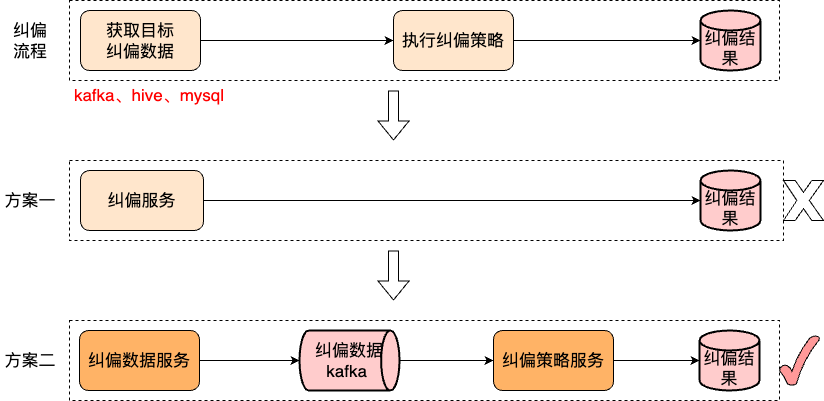 纠偏
流程
获取目标
纠偏数据
执行纠偏策略
纠偏结
果
kafka、hive、mysql
方案一
纠偏服务
纠偏结
果
方案二
纠偏数据服务
纠偏数据
kafka
纠偏策略服务
纠偏结
果